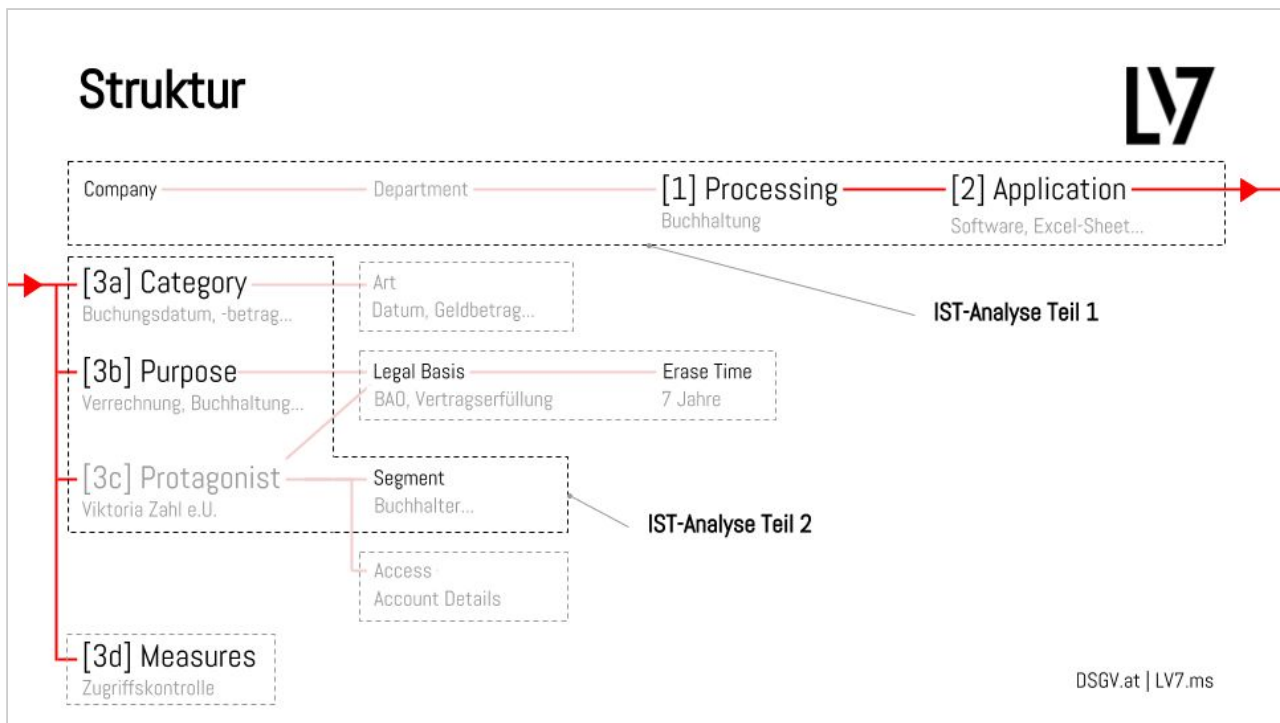 Struktur
LV7
Company
Department
[1] Processing
Buchhaltung
[2] Application
Software, Excel-Sheet...
[3a] Category
Buchungsdatum, -betrag...
Art
Datum, Geldbetrag...
IST-Analyse Teil 1
[3b] Purpose
Verrechnung, Buchhaltung...
Legal Basis
BAO, Vertragserfüllung
Erase Time
7 Jahre
[3c] Protagonist
Viktoria Zahl e.U.
Segment
Buchhalter...
IST-Analyse Teil 2
Access
Account Details
[3d] Measures
Zugriffskontrolle
DSGV.at | LV7.ms